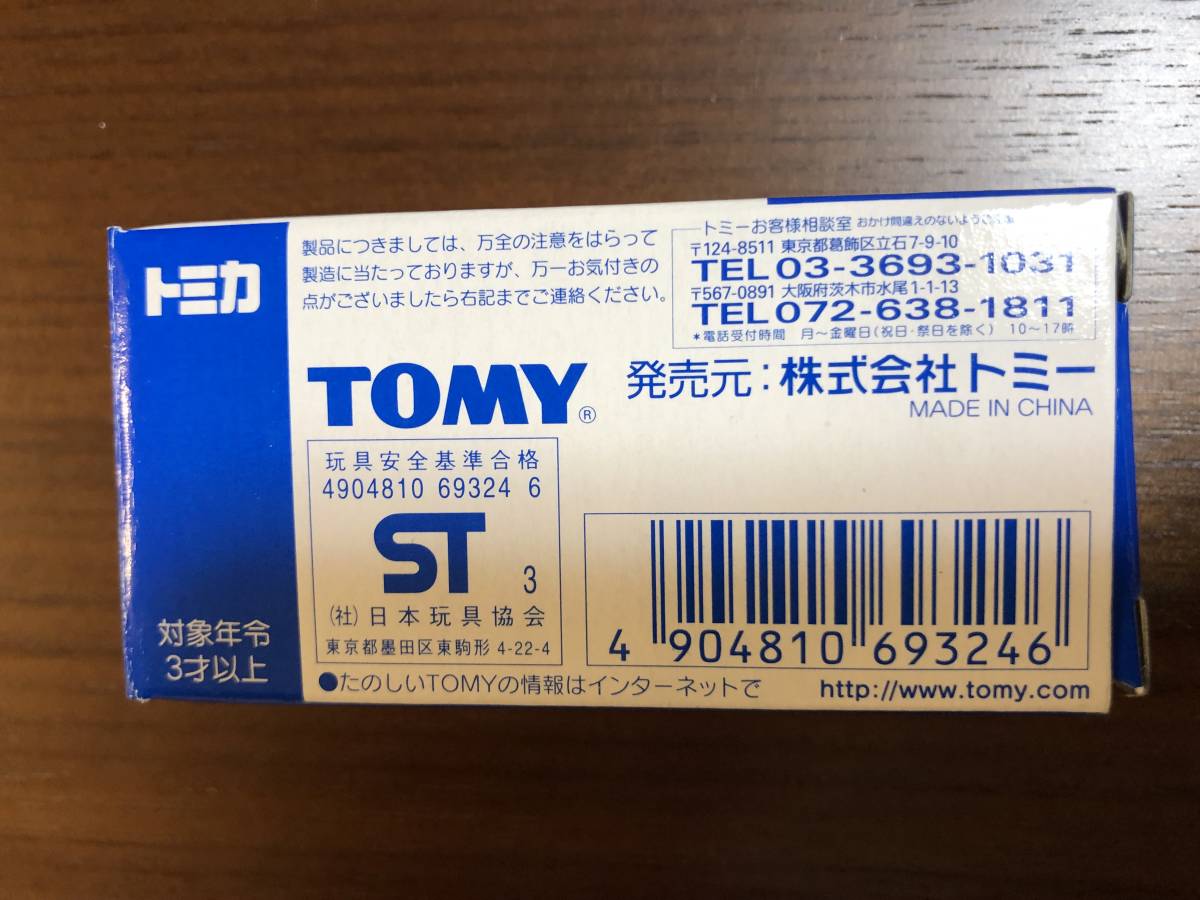 トミカ
対象年令
3才以上
製品につきましては、万全の注意をはらって
製造に当たっておりますが、万一お気付きの
点がございましたら右記までご連絡ください。
トミーお客様相談室 おかけ間違えのないよう
〒124-8511 東京都葛飾区立石7-9-10
TEL 03-3693-1031
〒567-0891 大阪府茨木市水尾1-1-13
TEL 072-638-1811
*電話受付時間 月〜金曜日(祝日・祭日を除く) 10〜17時
TOMY®
発売元:株式会社トミー
MADE IN CHINA
玩具安全基準合格
4904810 69324 6
ST 3
(社)日本玩具協会
東京都墨田区東駒形 4-22-4
4 904810 693246
●たのしいTOMYの情報はインターネットで http://www.tomy.com